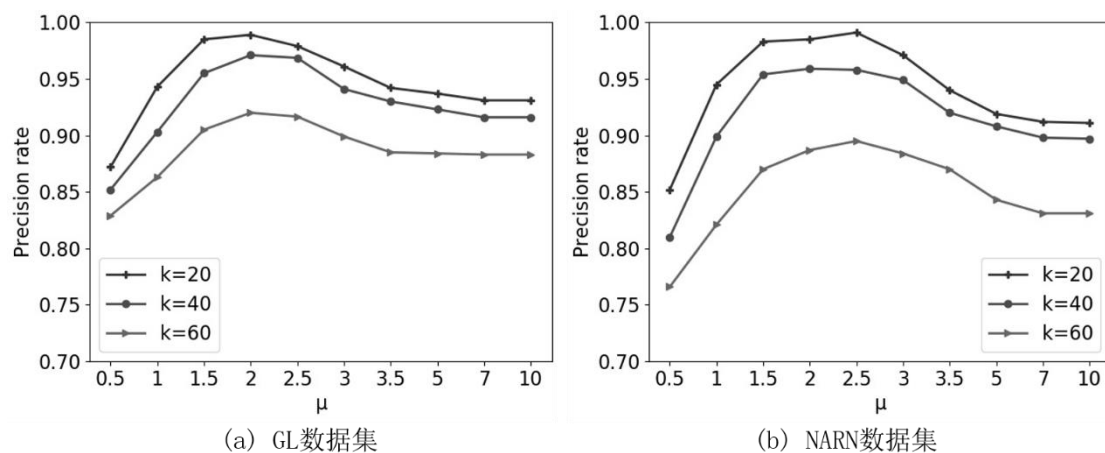 1.00
0.95
0.90
0.85
0.80
0.75
0.70
Precision rate
k=20
k=40
k=60
0.5 1 1.5 2 2.5 3 3.5 5 7 10
μ
(a) GL数据集
1.00
0.95
0.90
0.85
0.80
0.75
0.70
Precision rate
k=20
k=40
k=60
0.5 1 1.5 2 2.5 3 3.5 5 7 10
μ
(b) NARN数据集